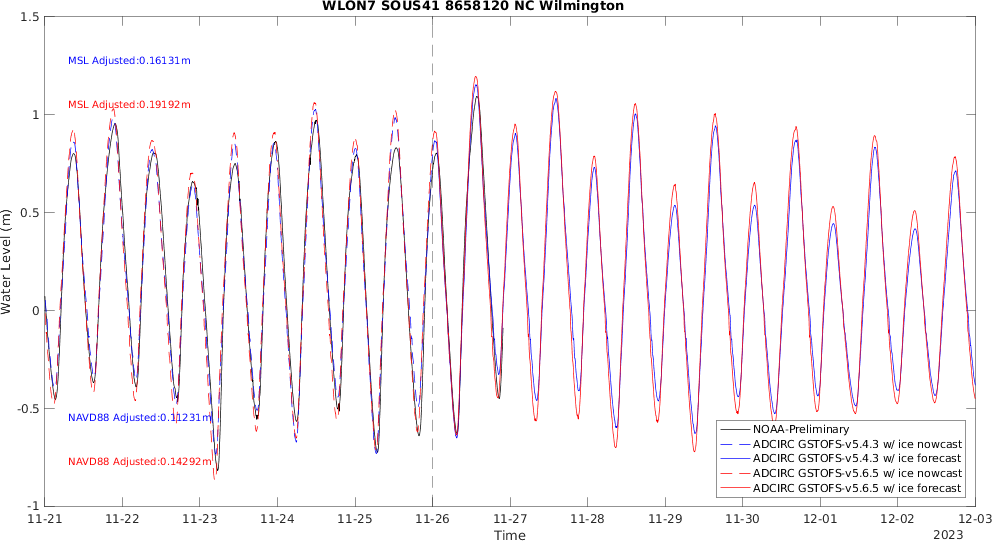 WLON7 SOUS41 8658120 NC Wilmington
1.5
1
0.5
0
-0.5
-1
Water Level (m)
MSL Adjusted:0.16131m
MSL Adjusted:0.19192m
NAVD88 Adjusted:0.11231m
NAVD88 Adjusted:0.14292m
NOAA-Preliminary
ADCIRC GSTOFS-v5.4.3 w/ ice nowcast
ADCIRC GSTOFS-v5.4.3 w/ ice forecast
ADCIRC GSTOFS-v5.6.5 w/ ice nowcast
ADCIRC GSTOFS-v5.6.5 w/ ice forecast
11-21 11-22 11-23 11-24 11-25 11-26 11-27 11-28 11-29 11-30 12-01 12-02 12-03
Time
2023